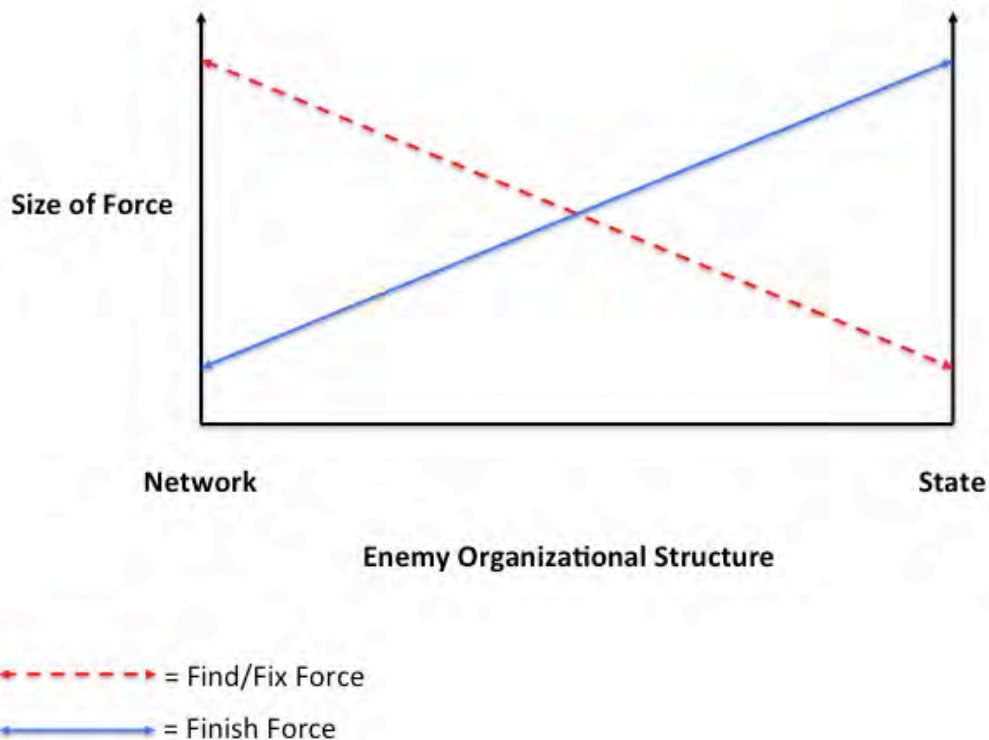 Size of Force
Network
State
Enemy Organizational Structure
= Find/Fix Force
= Finish Force